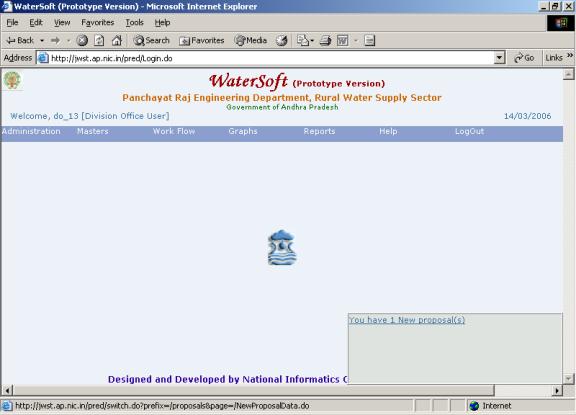 WaterSoft (Prototype Version) - Microsoft Internet Explorer
File Edit View Favorites Tools Help
Back Search Favorites Media
Address http://jwst.ap.nic.in/pred/Login.do Go Links
WaterSoft (Prototype Version)
Panchayat Raj Engineering Department, Rural Water Supply Sector
Government of Andhra Pradesh
Welcome, do_13 [Division Office User] 14/03/2006
Administration Masters Work Flow Graphs Reports Help LogOut
You have 1 New proposal(s)
Designed and Developed by National Informatics C
http://jwst.ap.nic.in/pred/switch.do?prefix=/proposals&page=/NewProposalData.do Internet